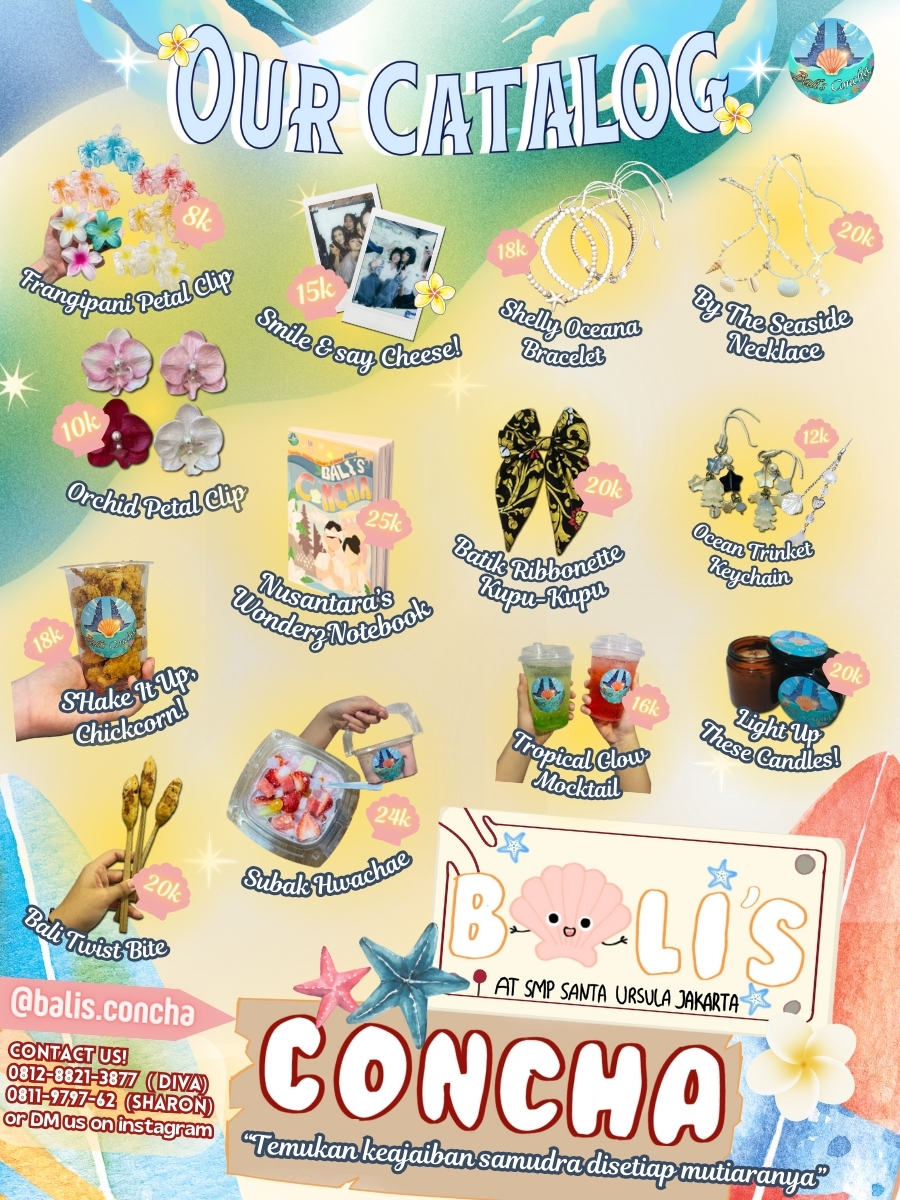 OUR CATALOG
Bali's Concha
8k
Frangipani Petal Clip
15k
Smile & say Cheese!
18k
Shelly Oceana
Bracelet
20k
By The Seaside
Necklace
10k
Orchid Petal Clip
BALI'S
CONCHA
25k
Nusantara's
Wonderz Notebook
20k
Batik Ribbonette
Kupu-Kupu
12k
Ocean Trinket
Keychain
18k
SHake It Up,
Chickcorn!
24k
Subak Hwachae
16k
Tropical Glow
Mocktail
20k
Light Up
These Candles!
20k
Bali Twist Bite
BALI'S
AT SMP SANTA URSULA JAKARTA
CONCHA
"Temukan keajaiban samudra disetiap mutiaranya"
@balis.concha
CONTACT US!
0812-8821-3877 (DIVA)
0811-9797-62 (SHARON)
or DM us on instagram